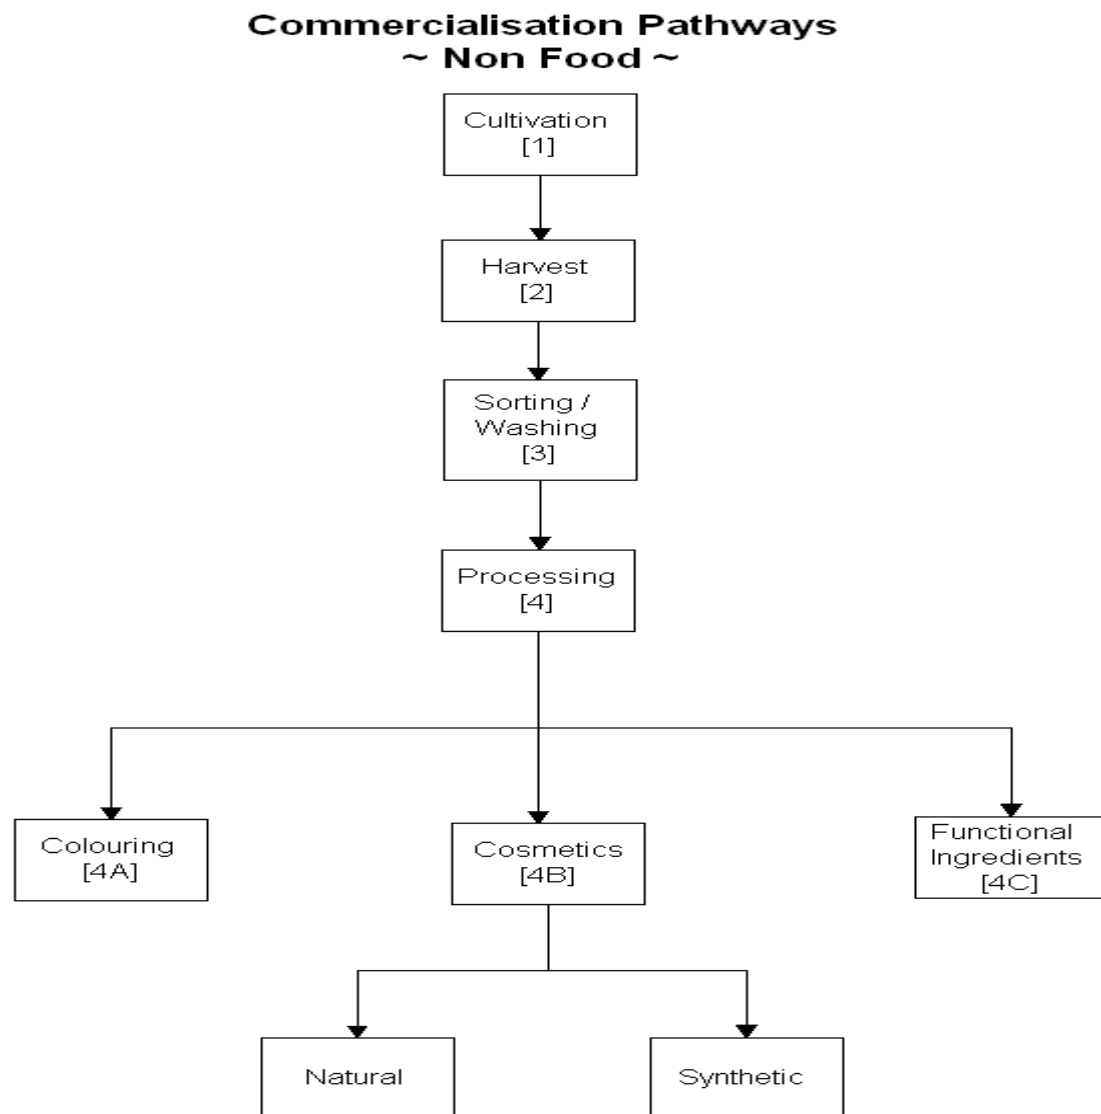 Commercialisation Pathways
~ Non Food ~
Cultivation
[1]
Harvest
[2]
Sorting /
Washing
[3]
Processing
[4]
Colouring
[4A]
Cosmetics
[4B]
Functional
Ingredients
[4C]
Natural
Synthetic